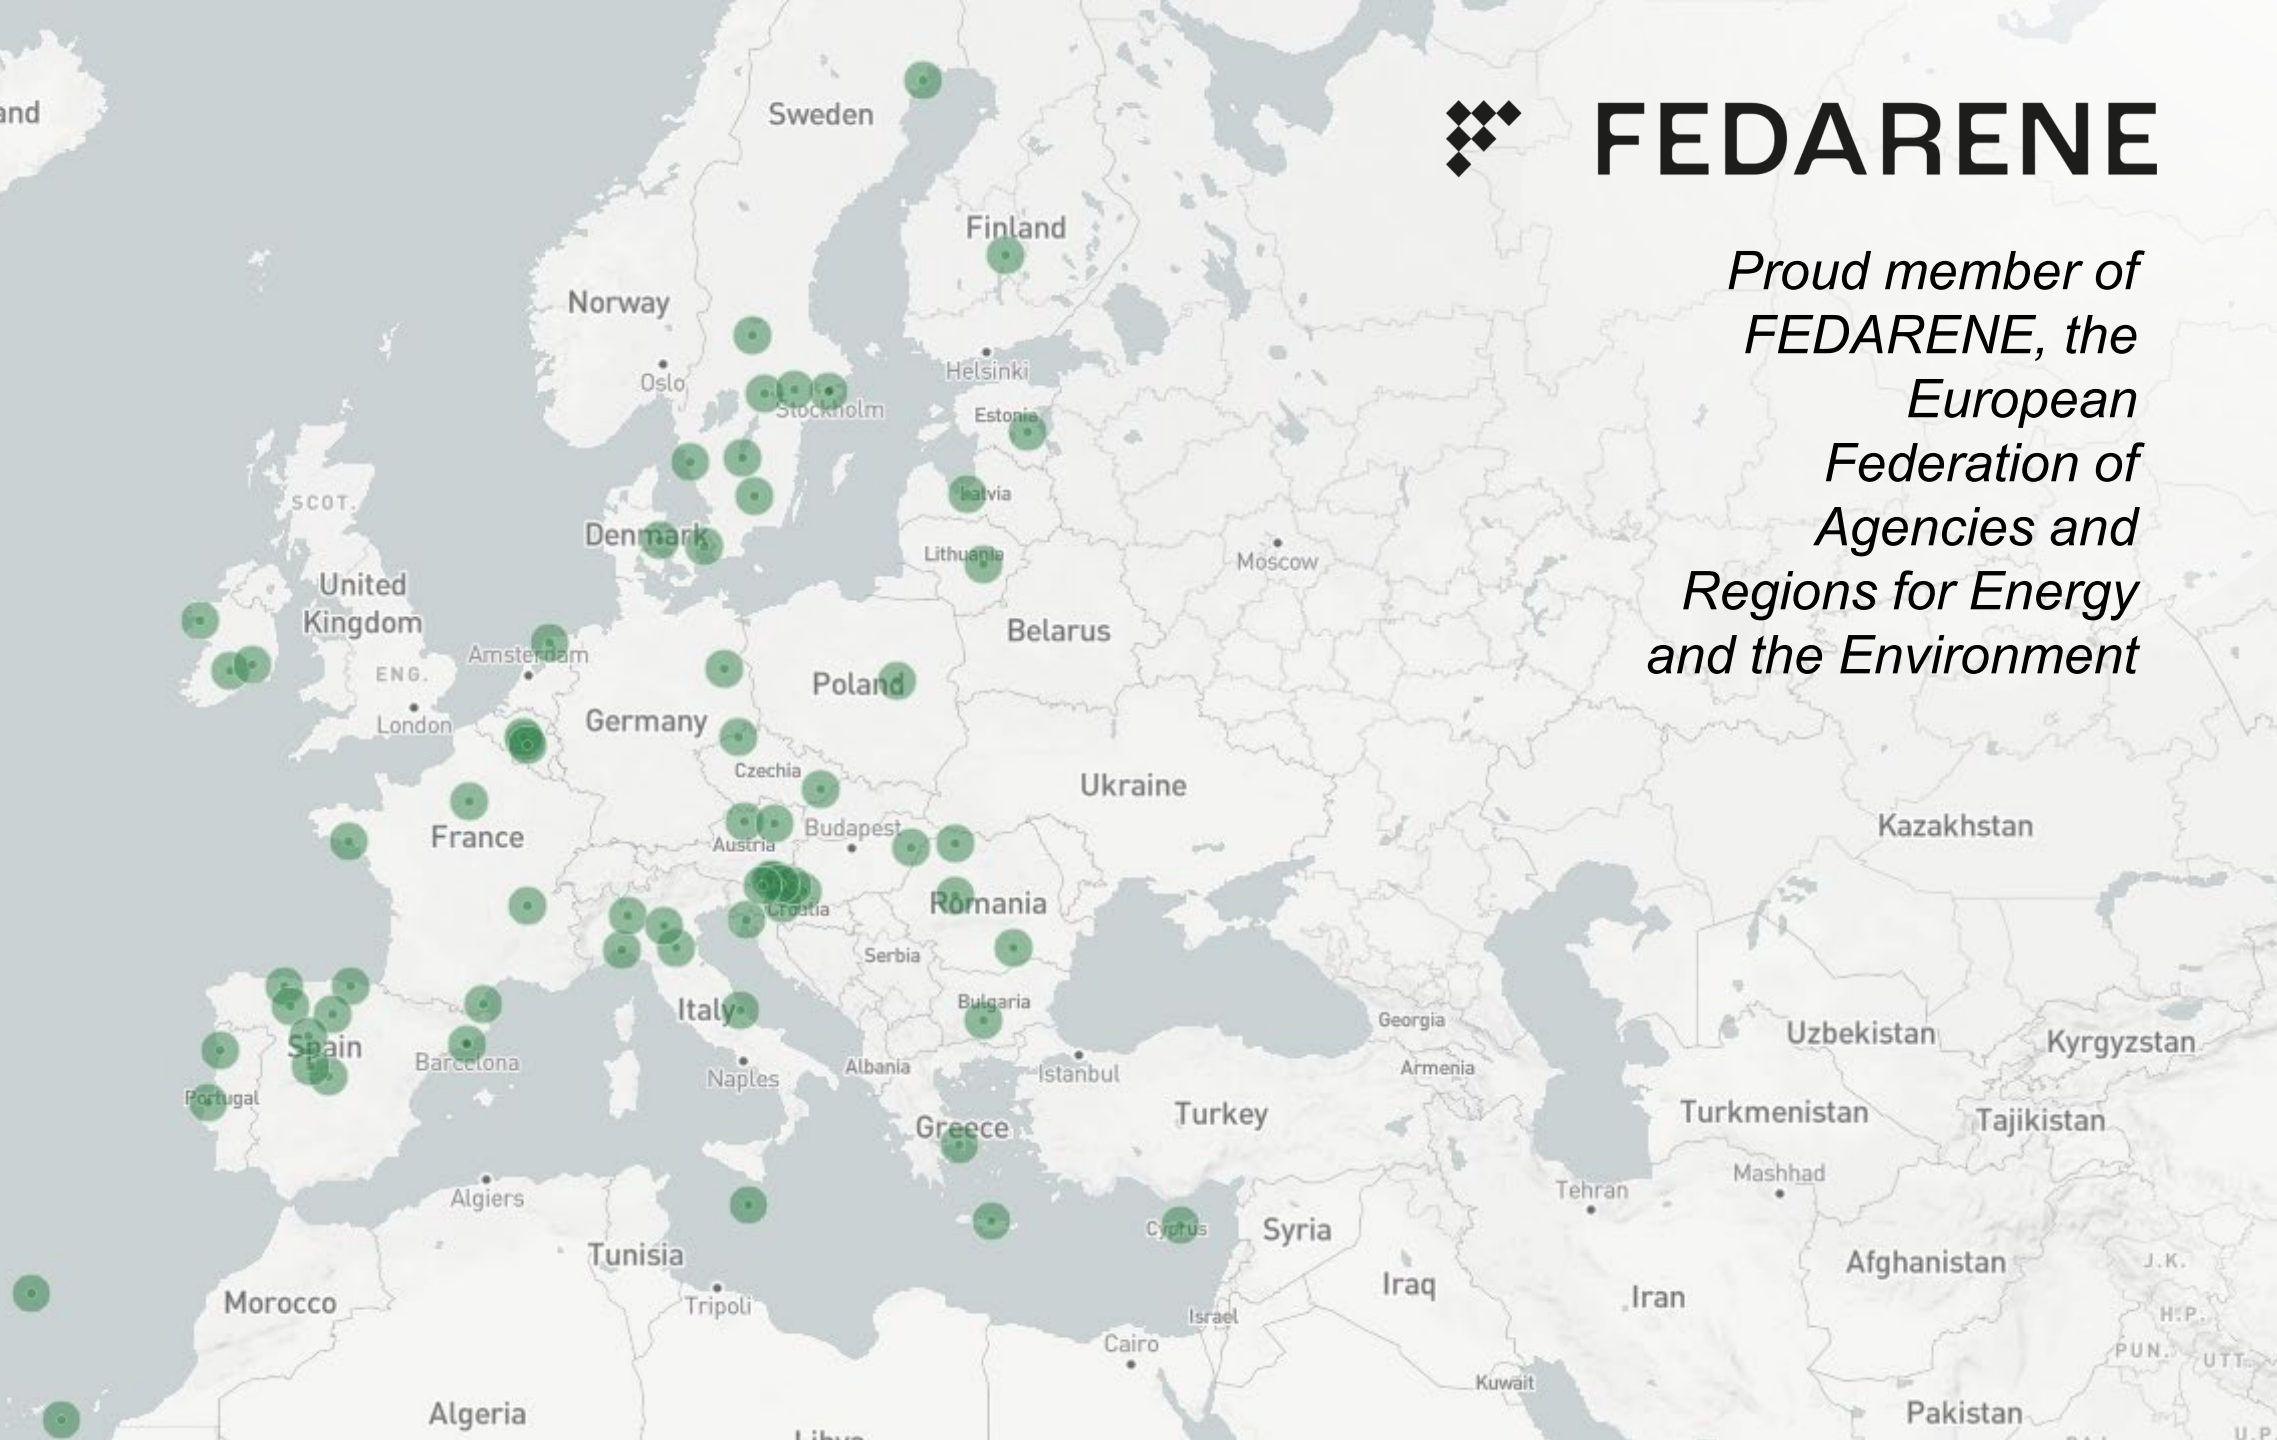 and
Sweden
FEDARENE
Finland
Proud member of
FEDARENE, the
European
Federation of
Agencies and
Regions for Energy
and the Environment
Norway
Oslo
Helsinki
Stockholm
Estonia
SCOT.
Latvia
Denmark
Lithuania
Moscow
United
Kingdom
Belarus
Amsterdam
ENG.
Poland
London
Germany
Czechia
Ukraine
France
Budapest
Austria
Kazakhstan
Croatia
Romania
Serbia
Italy
Bulgaria
Georgia
Uzbekistan
Kyrgyzstan
Spain
Barcelona
Naples
Albania
Istanbul
Armenia
Portugal
Greece
Turkey
Turkmenistan
Tajikistan
Mashhad
Algiers
Tehran
Cyprus
Syria
Tunisia
Afghanistan
J.K.
Morocco
Tripoli
Iraq
Iran
Israel
H.P.
Cairo
PUN.
UTT.
Kuwait
Algeria
Pakistan
U.P.